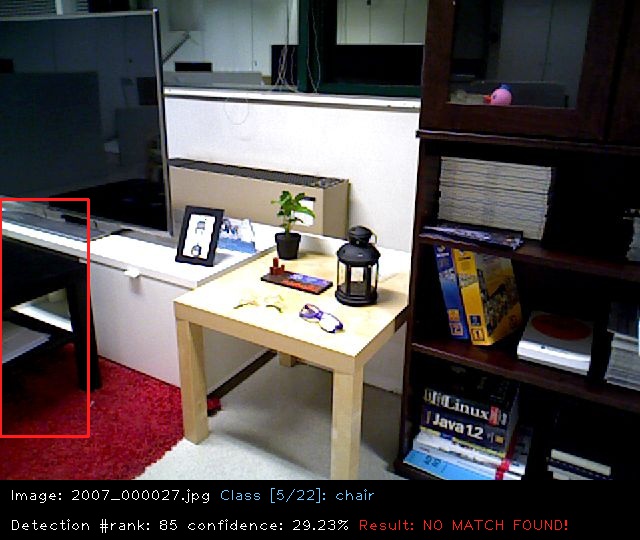 Linux
Java 1.2
Image: 2007_000027.jpg Class [5/22]: chair
Detection #rank: 85 confidence: 29.23% Result: NO MATCH FOUND!